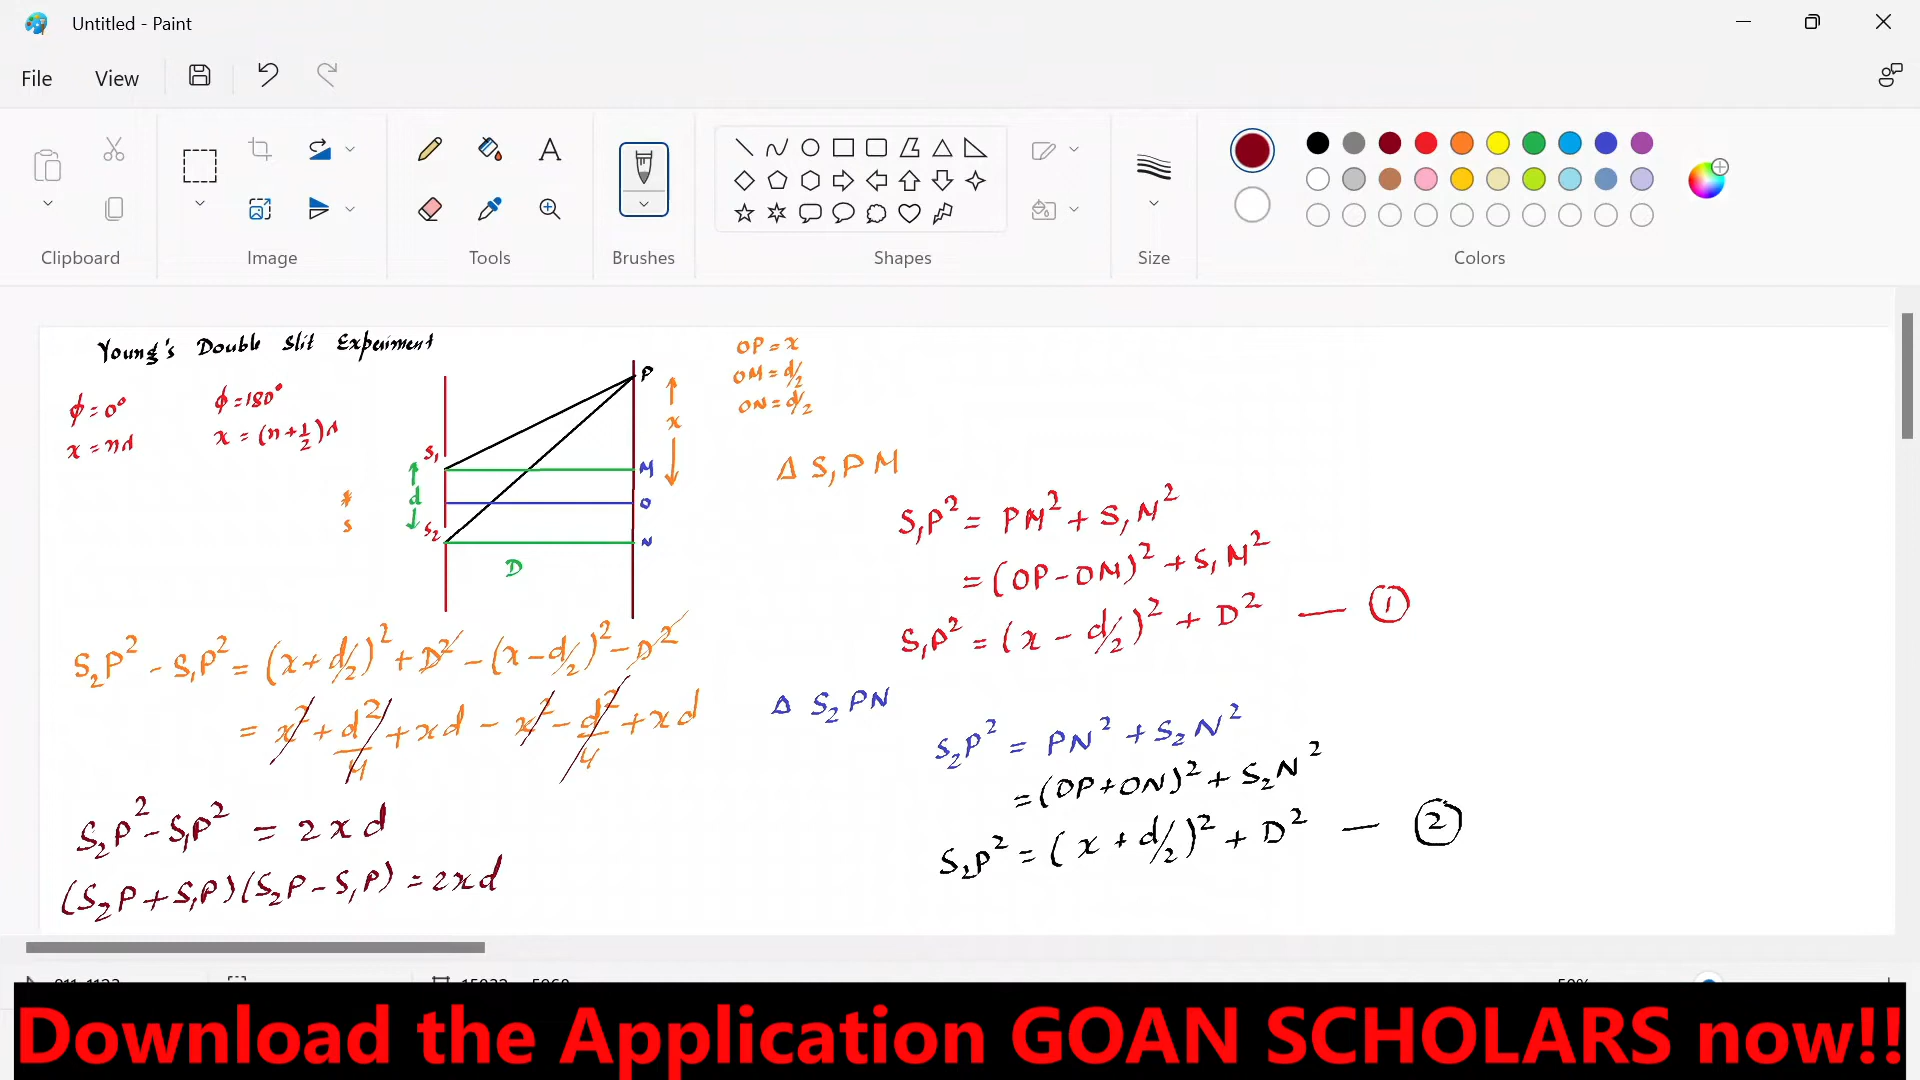 Untitled - Paint
File View
Clipboard
Image
Tools
Brushes
Shapes
Size
Colors
Young's Double Slit Experiment
ϕ = 0°
x = nλ
ϕ = 180°
x = (n + 1/2)λ
P
x
S₁
M
d
O
S₂
N
D
S
OP = x
OM = d/2
ON = d/2
Δ S₁PM
S₁P² = PM² + S₁M²
= (OP - OM)² + S₁M²
S₁P² = (x - d/2)² + D² — ①
S₂P² - S₁P² = (x + d/2)² + D² - (x - d/2)² - D²
= x² + d²/4 + xd - x² - d²/4 + xd
S₂P² - S₁P² = 2xd
(S₂P + S₁P)(S₂P - S₁P) = 2xd
Δ S₂PN
S₂P² = PN² + S₂N²
= (OP + ON)² + S₂N²
S₂P² = (x + d/2)² + D² — ②
Download the Application GOAN SCHOLARS now!!